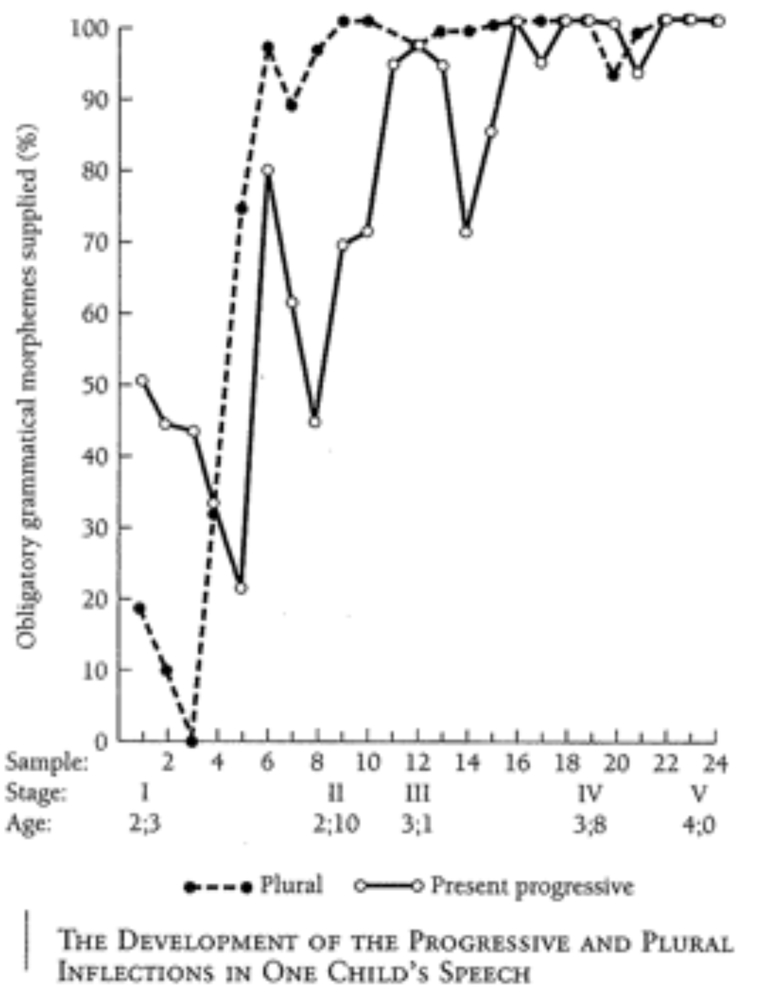 Obligatory grammatical morphemes supplied (%)
100
90
80
70
60
50
40
30
20
10
0
Sample: 2 4 6 8 10 12 14 16 18 20 22 24
Stage: I II III IV V
Age: 2;3 2;10 3;1 3;8 4;0
Plural Present progressive
THE DEVELOPMENT OF THE PROGRESSIVE AND PLURAL
INFLECTIONS IN ONE CHILD'S SPEECH